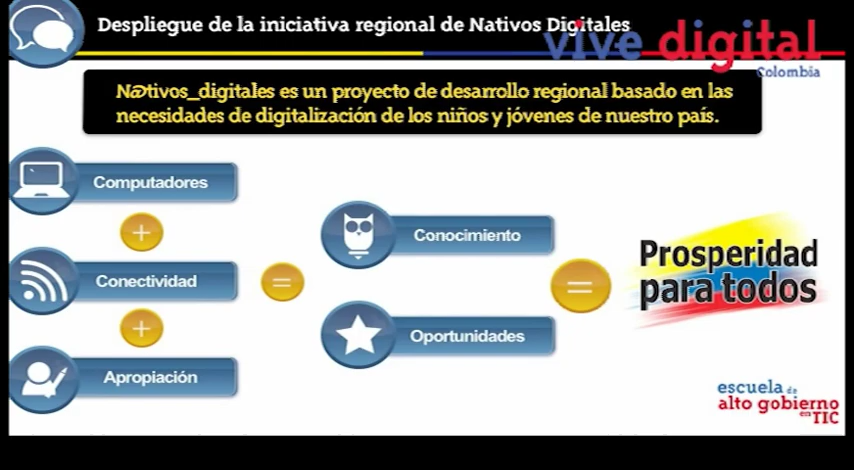 Despliegue de la iniciativa regional de Nativos Digitales
vive digital
Colombia
N@tivos_digitales es un proyecto de desarrollo regional basado en las
necesidades de digitalización de los niños y jóvenes de nuestro país.
Computadores
+
Conectividad
+
Apropiación
=
Conocimiento
Oportunidades
=
Prosperidad
para todos
escuela de
alto gobierno
en TIC